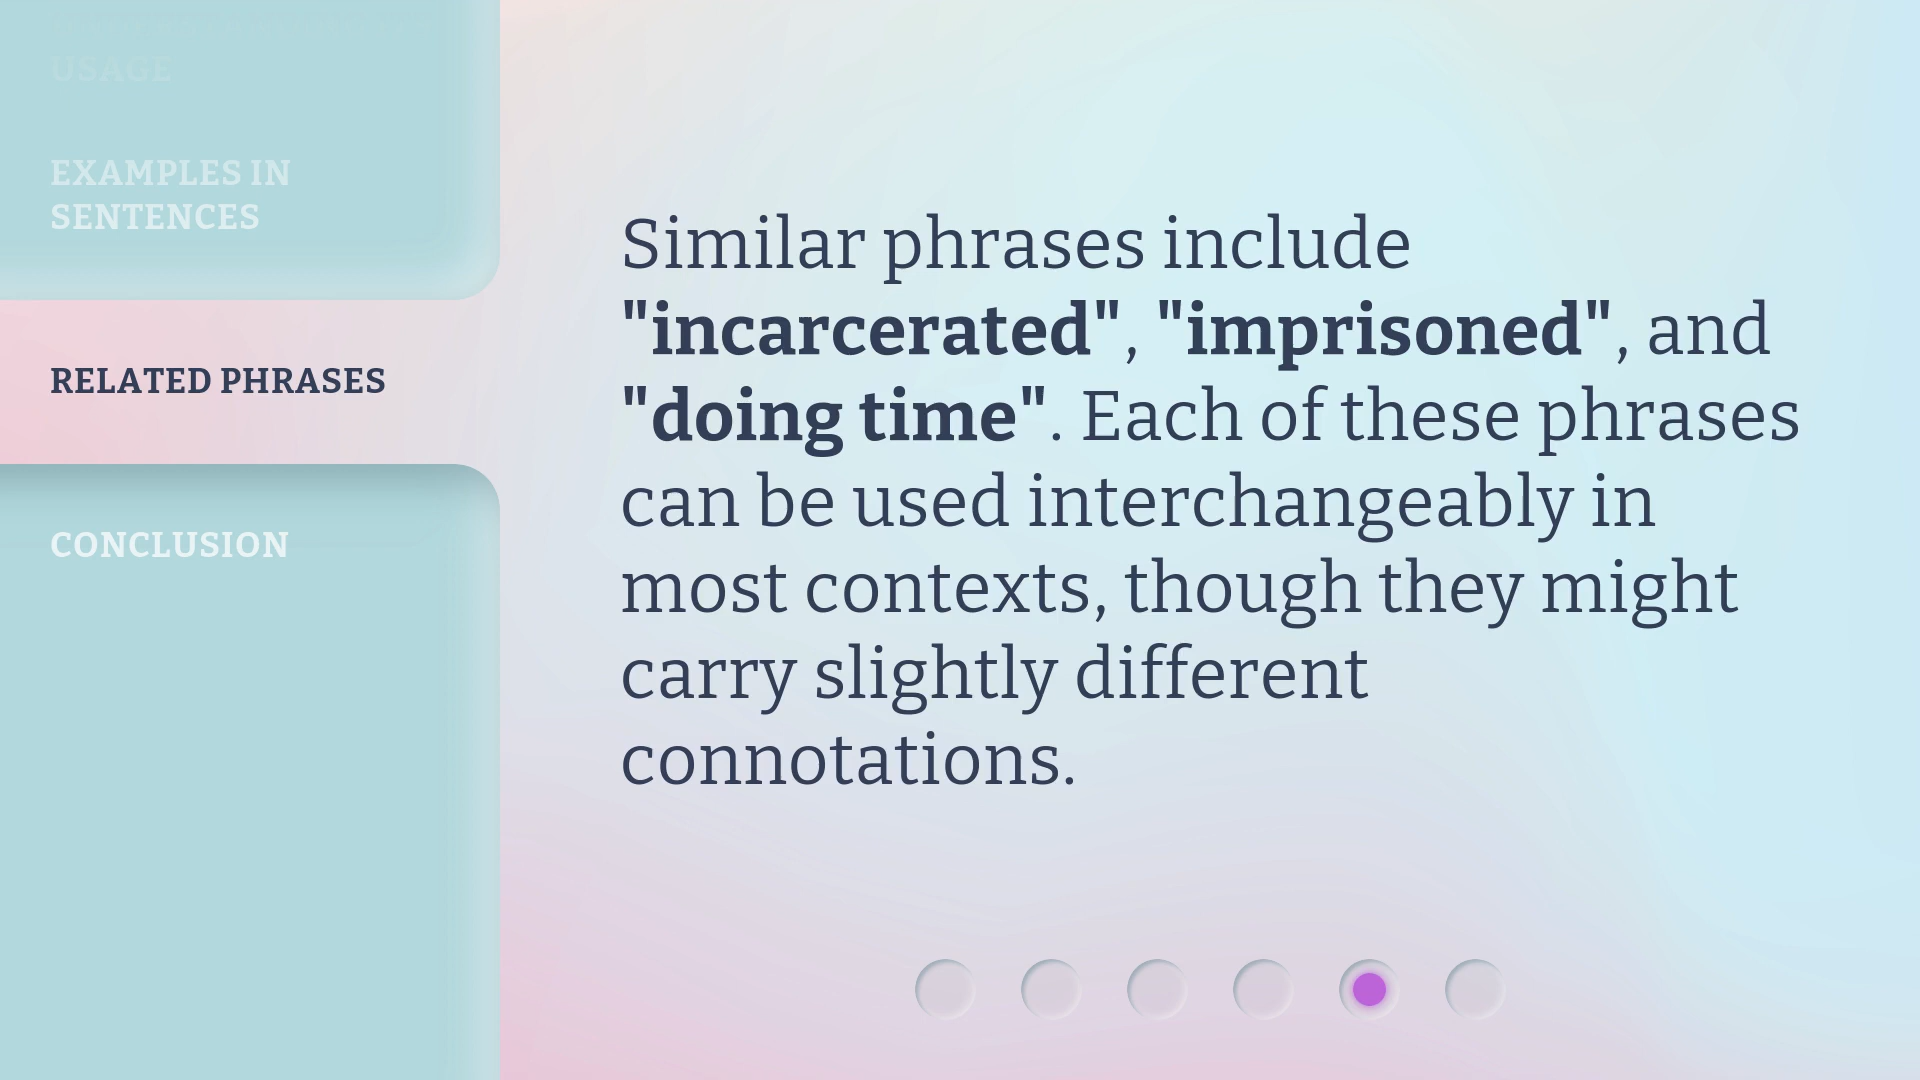 USAGE
EXAMPLES IN
SENTENCES
RELATED PHRASES
CONCLUSION
Similar phrases include
"incarcerated", "imprisoned", and
"doing time". Each of these phrases
can be used interchangeably in
most contexts, though they might
carry slightly different
connotations.